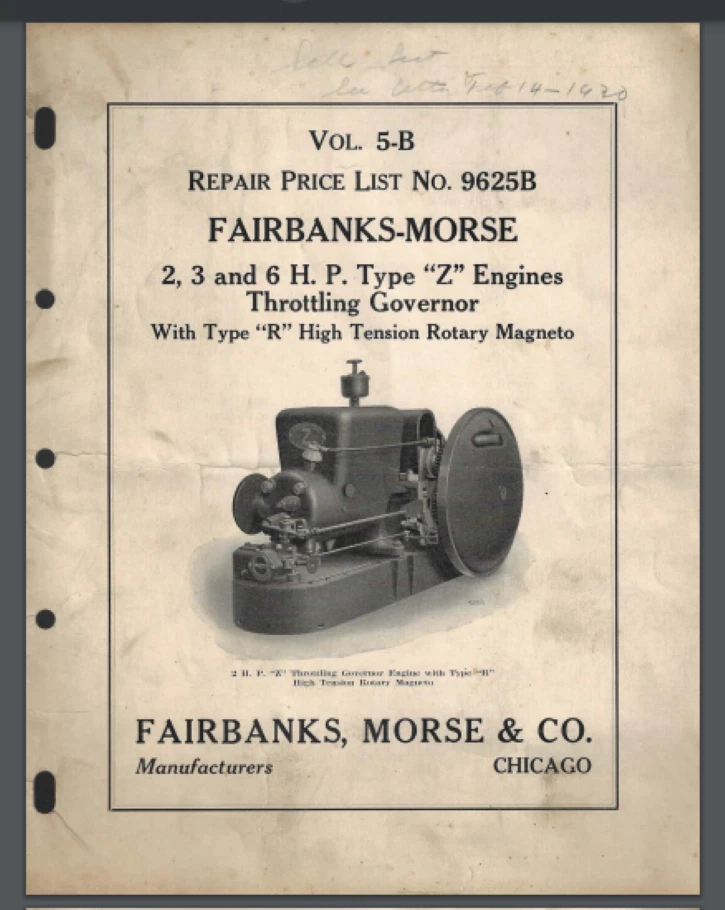 Feb 14-1920
VOL. 5-B
REPAIR PRICE LIST NO. 9625B
FAIRBANKS-MORSE
2, 3 and 6 H. P. Type “Z” Engines
Throttling Governor
With Type “R” High Tension Rotary Magneto
Z
2 H. P. “Z” Throttling Governor Engine with Type “R”
High Tension Rotary Magneto
FAIRBANKS, MORSE & CO.
Manufacturers CHICAGO